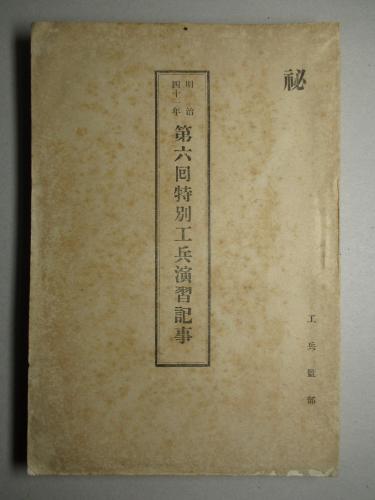 秘
明治
四十一年
第六回特別工兵演習記事
工兵監部